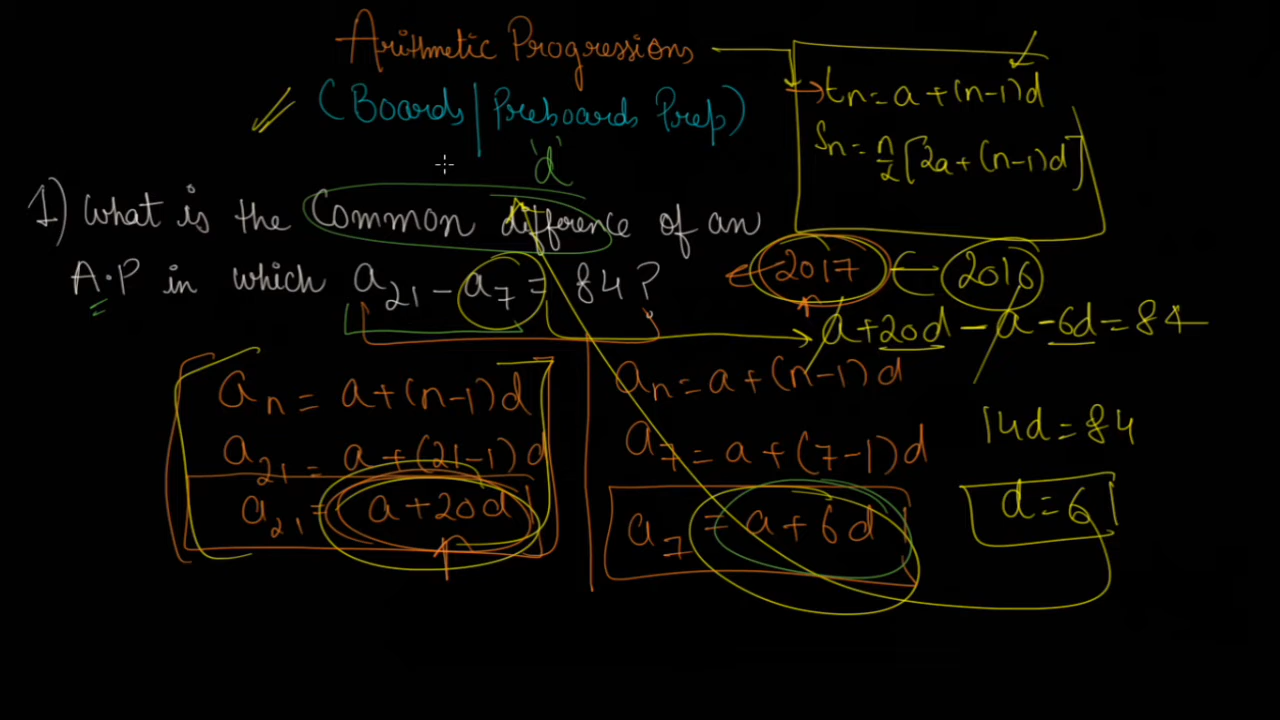 Arithmetic Progressions
(Boards | Preboards Prep)
tn = a + (n-1)d
Sn = n/2 [2a + (n-1)d]
'd'
1) What is the Common difference of an
A.P in which a₂₁ - a₇ = 84?
2017 ← 2016
a + 20d - a - 6d = 84
14d = 84
d = 6
aₙ = a + (n-1)d
a₂₁ = a + (21-1)d
a₂₁ = a + 20d
aₙ = a + (n-1)d
a₇ = a + (7-1)d
a₇ = a + 6d